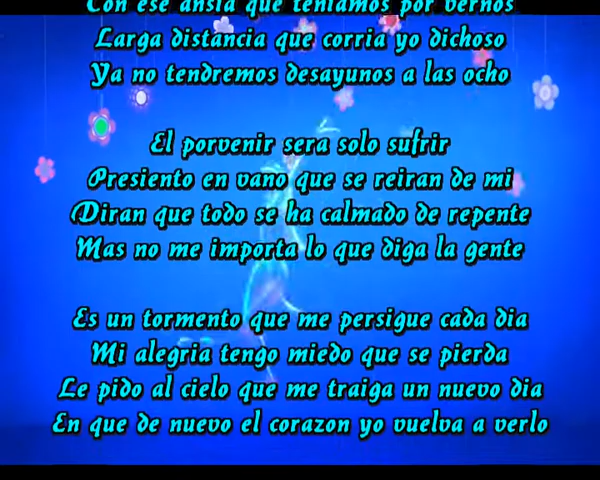 Con ese ansia que teniamos por vernos
Larga distancia que corria yo dichoso
Ya no tendremos desayunos a las ocho
El porvenir sera solo sufrir
Presiento en vano que se reiran de mi
Diran que todo se ha calmado de repente
Mas no me importa lo que diga la gente
Es un tormento que me persigue cada dia
Mi alegria tengo miedo que se pierda
Le pido al cielo que me traiga un nuevo dia
En que de nuevo el corazon yo vuelva a verlo